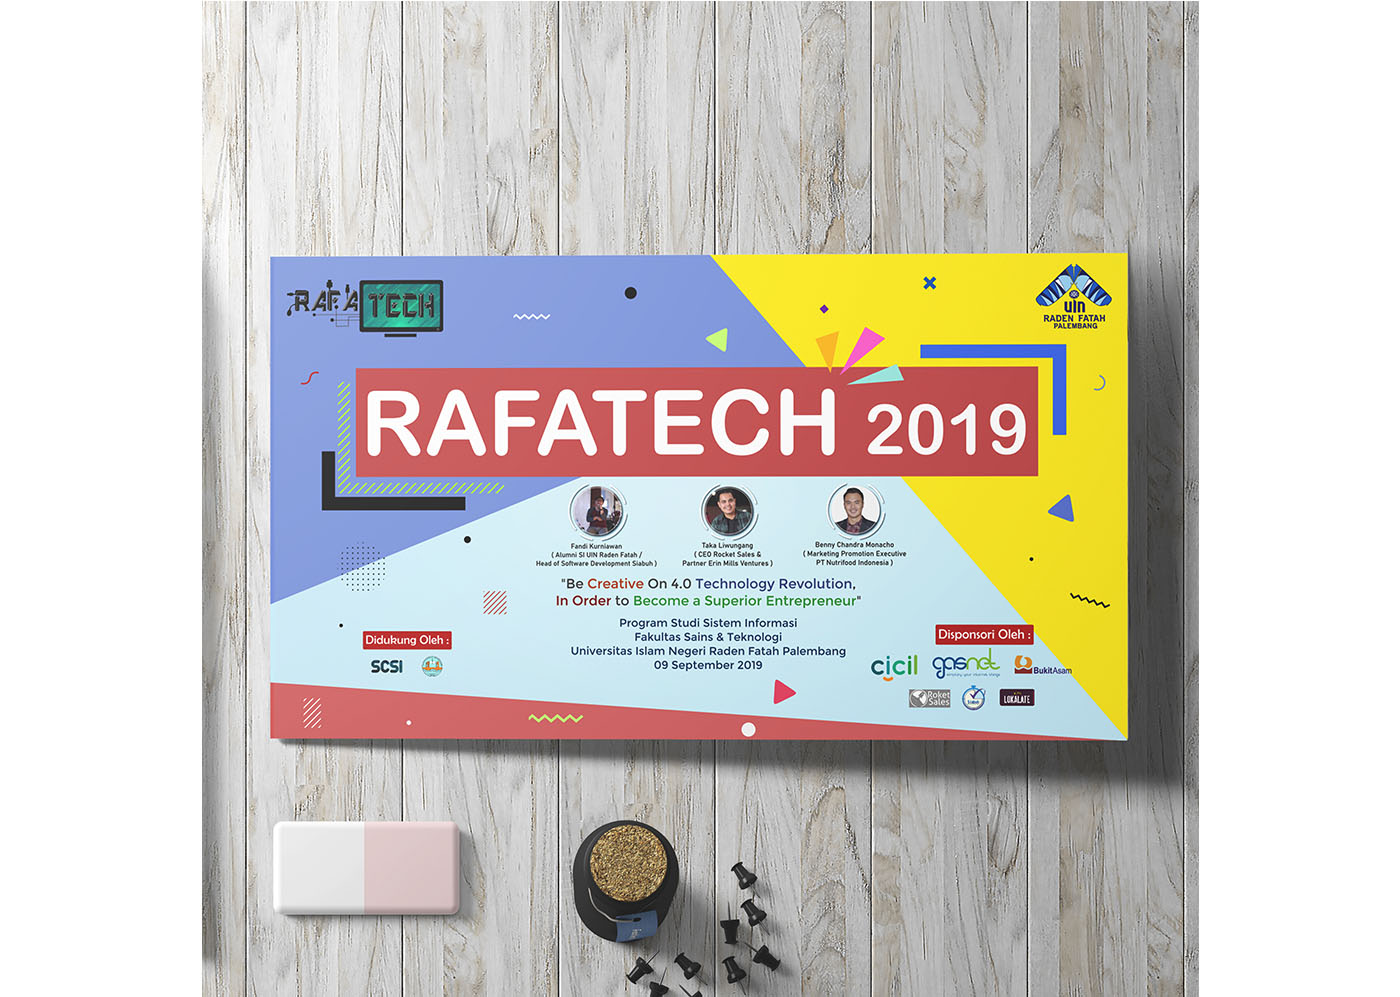 RAFA TECH
uin
RADEN FATAH
PALEMBANG
RAFATECH 2019
Fandi Kurniawan
( Alumni SI UIN Raden Fatah /
Head of Software Development Siabuh )
Taka Liwungang
( CEO Rocket Sales &
Partner Erin Mills Ventures )
Benny Chandra Monacho
( Marketing Promotion Executive
PT Nutrifood Indonesia )
"Be Creative On 4.0 Technology Revolution,
In Order to Become a Superior Entrepreneur"
Program Studi Sistem Informasi
Fakultas Sains & Teknologi
Universitas Islam Negeri Raden Fatah Palembang
09 September 2019
Didukung Oleh :
SCSI
Disponsori Oleh :
cicil
gasnet
BukitAsam
Roket
Sales
LOKALATE